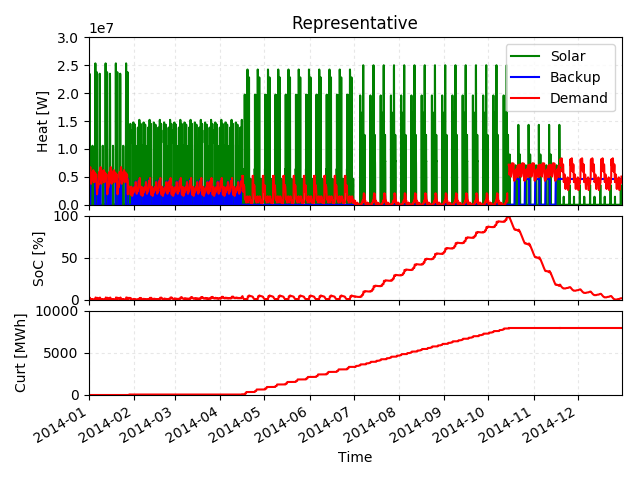 Representative
1e7
3.0
2.5
2.0
1.5
1.0
0.5
0.0
Heat [W]
Solar
Backup
Demand
100
50
0
SoC [%]
10000
5000
0
Curt [MWh]
2014-01
2014-02
2014-03
2014-04
2014-05
2014-06
2014-07
2014-08
2014-09
2014-10
2014-11
2014-12
Time